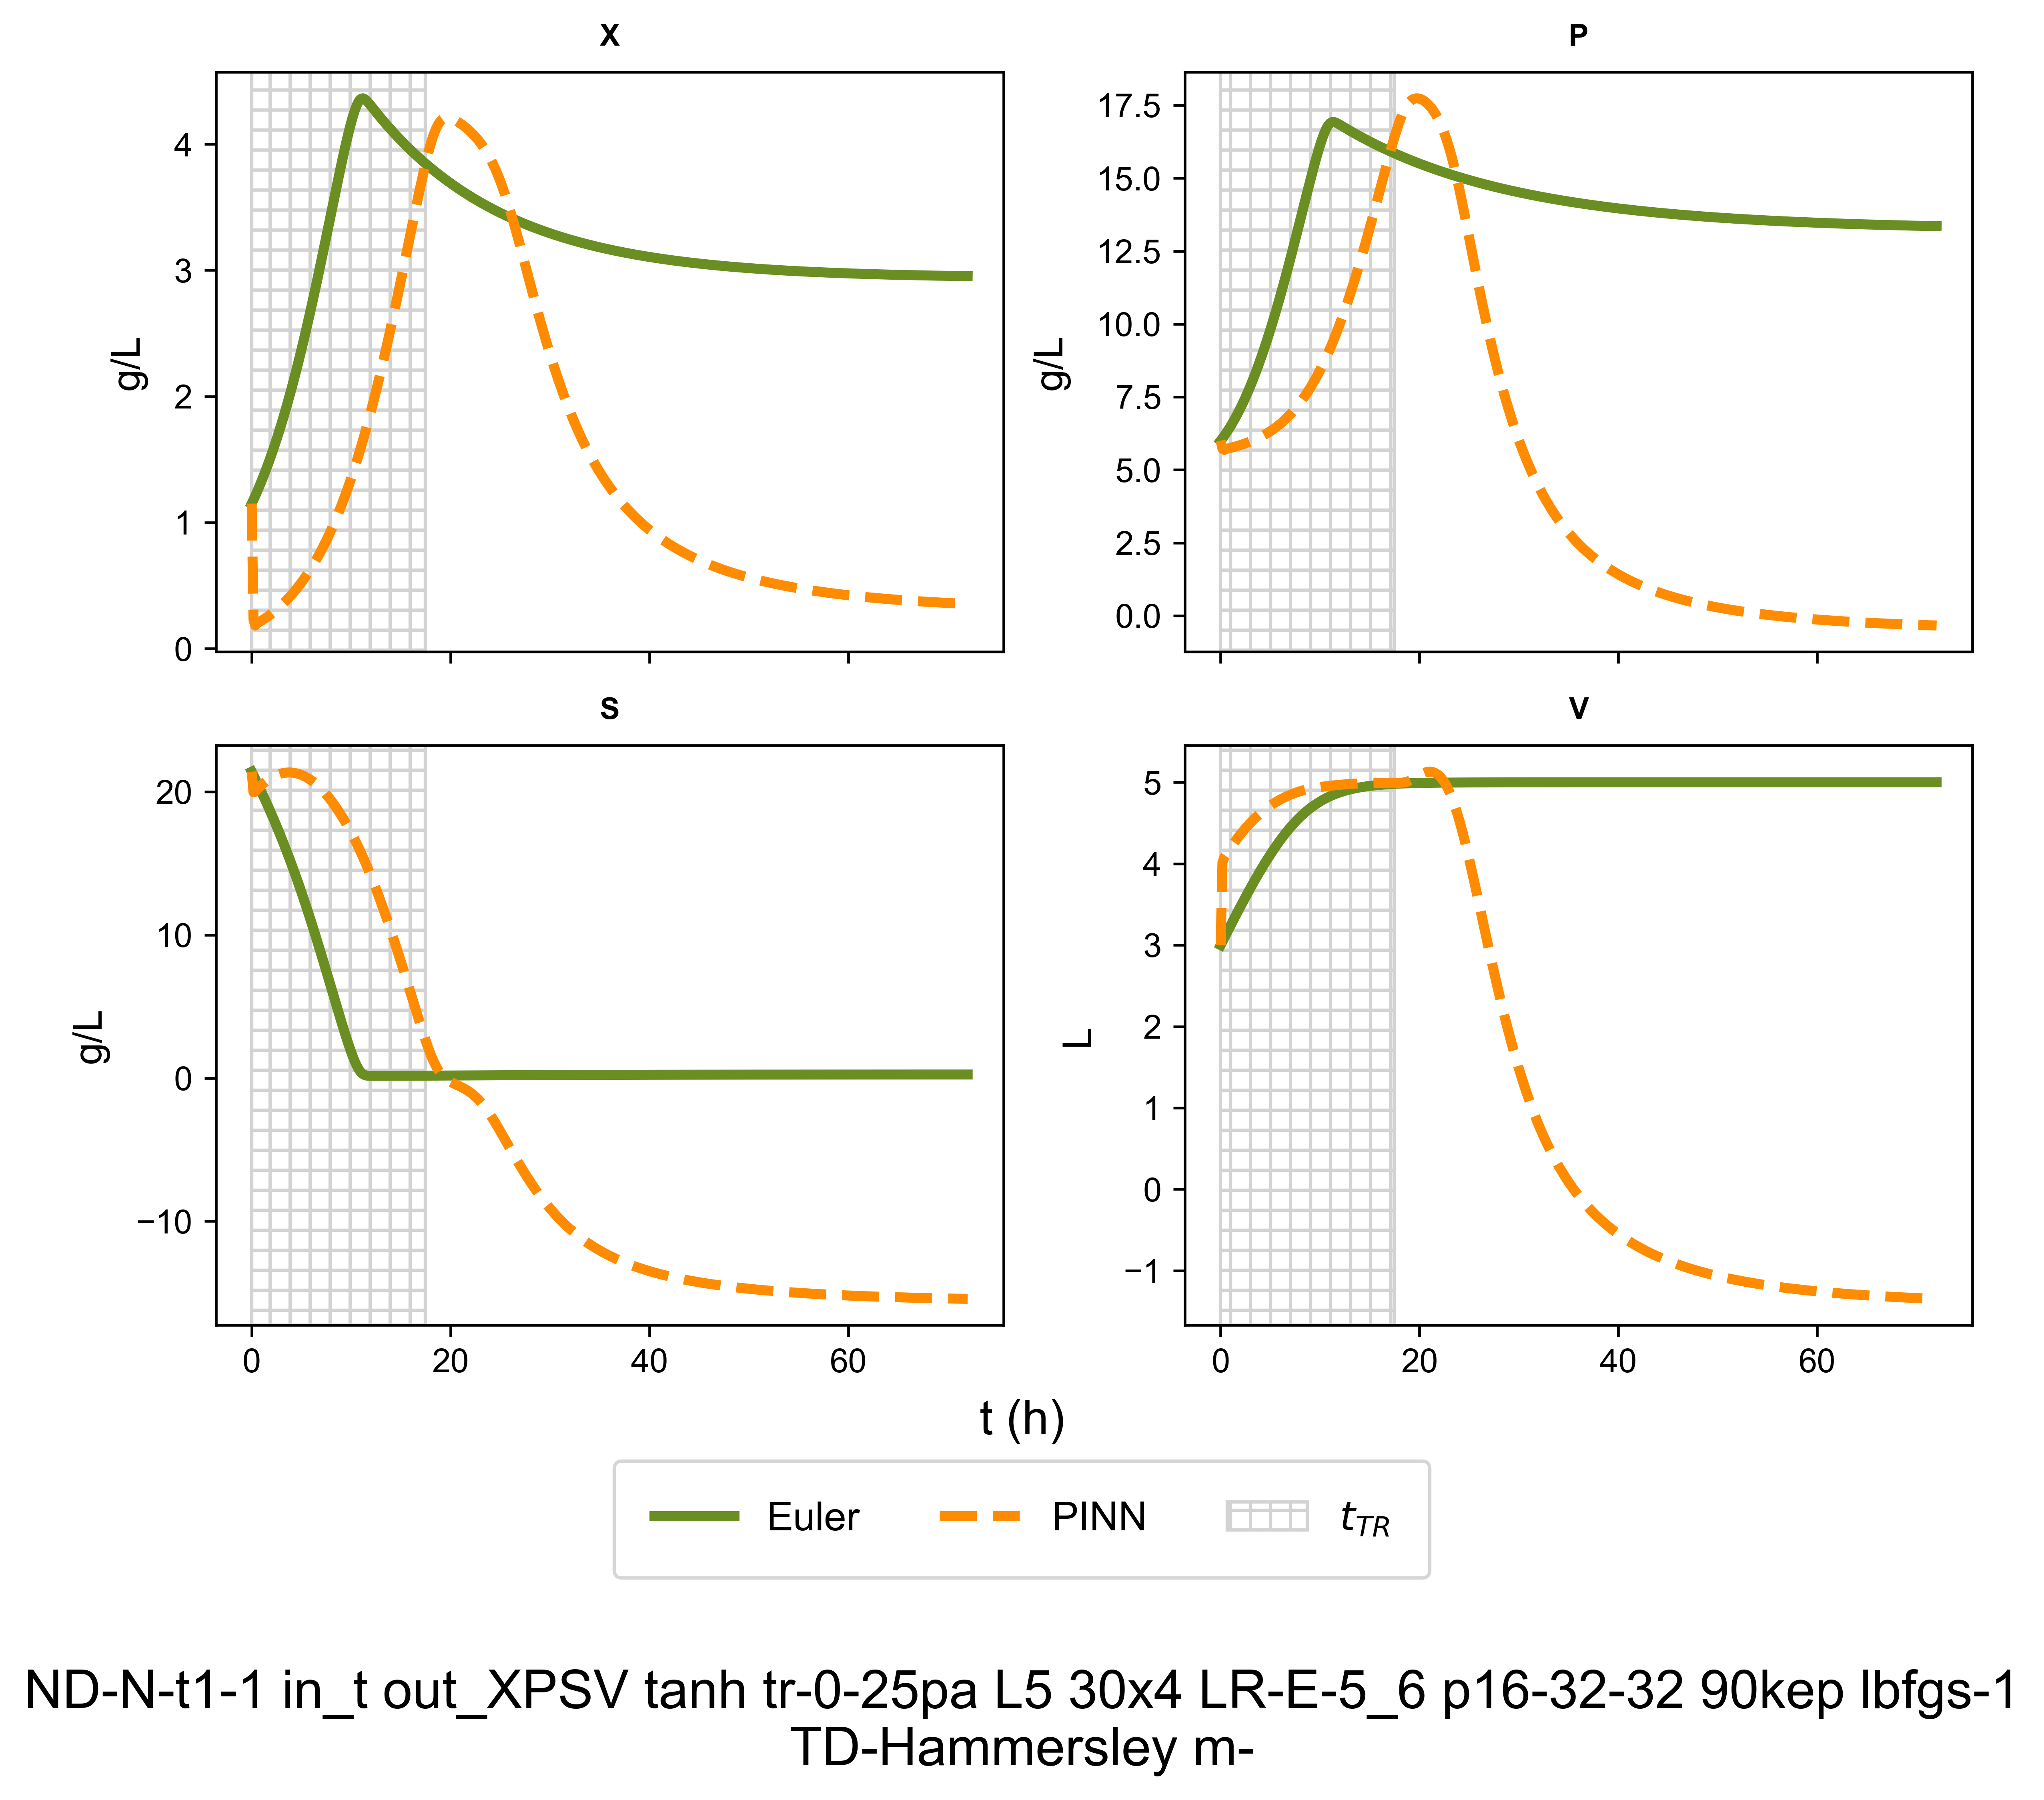 X
P
4
3
2
1
0
g/L
17.5
15.0
12.5
10.0
7.5
5.0
2.5
0.0
g/L
S
V
20
10
0
−10
g/L
0
20
40
60
5
4
3
2
1
0
−1
L
0
20
40
60
t (h)
Euler
PINN
t_TR
ND-N-t1-1 in_t out_XPSV tanh tr-0-25pa L5 30x4 LR-E-5_6 p16-32-32 90kep lbfgs-1
TD-Hammersley m-